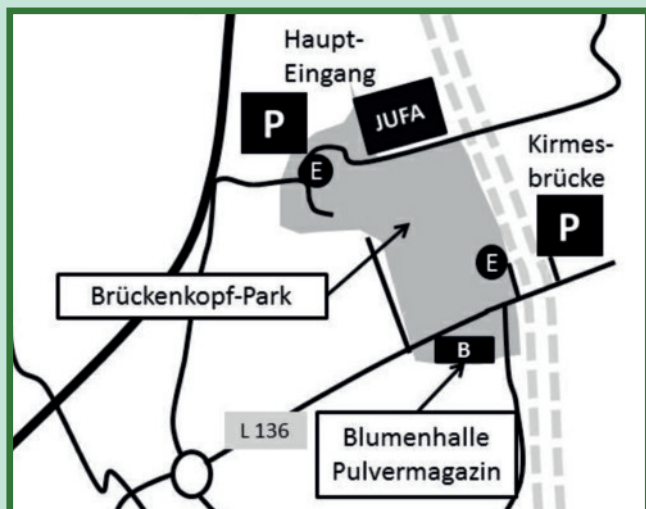 Haupt-
Eingang
P
JUFA
E
Kirmes-
brücke
P
E
Brückenkopf-Park
B
L 136
Blumenhalle
Pulvermagazin